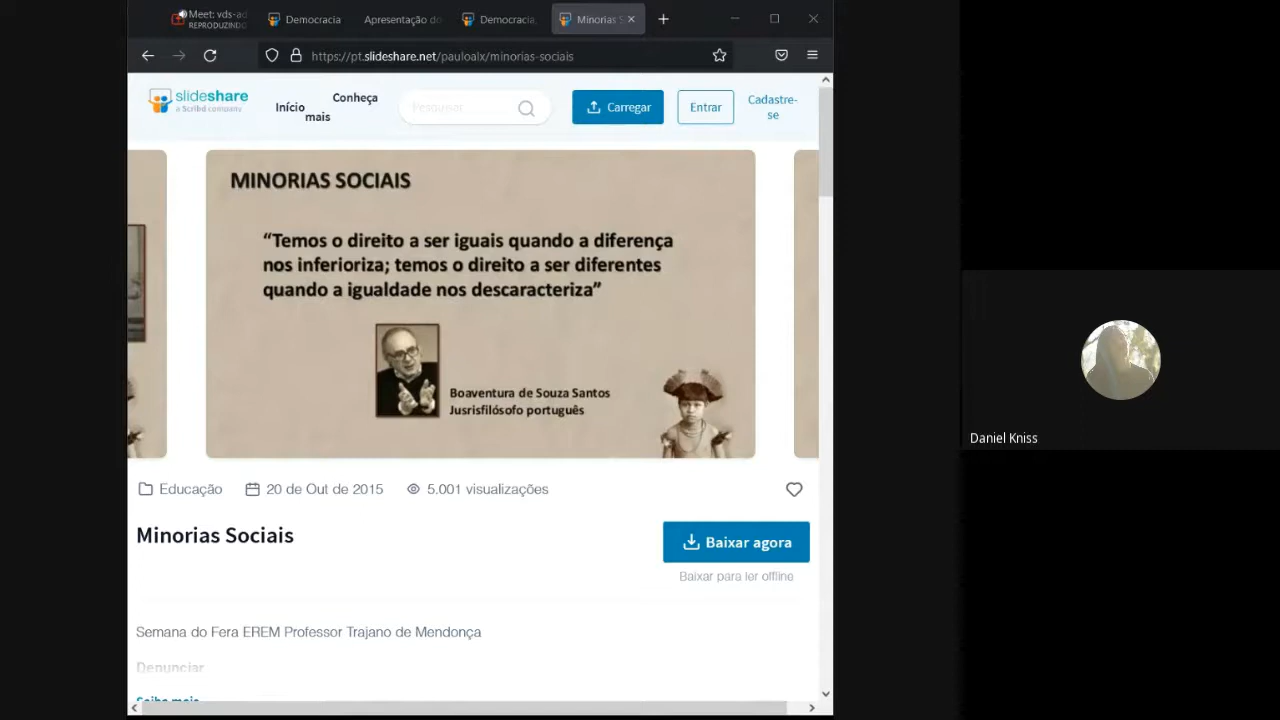 Meet: vds-ad
REPRODUZINDO
Democracia
Apresentação do
Democracia,
Minorias S
https://pt.slideshare.net/pauloalx/minorias-sociais
slideshare
a Scribd company
Início
Conheça
mais
Pesquisar
Carregar
Entrar
Cadastre-
se
MINORIAS SOCIAIS
“Temos o direito a ser iguais quando a diferença
nos inferioriza; temos o direito a ser diferentes
quando a igualdade nos descaracteriza”
Boaventura de Souza Santos
Jusrisfilósofo português
Educação
20 de Out de 2015
5.001 visualizações
Minorias Sociais
Baixar agora
Baixar para ler offline
Semana do Fera EREM Professor Trajano de Mendonça
Denunciar
Saiba mais
Daniel Kniss